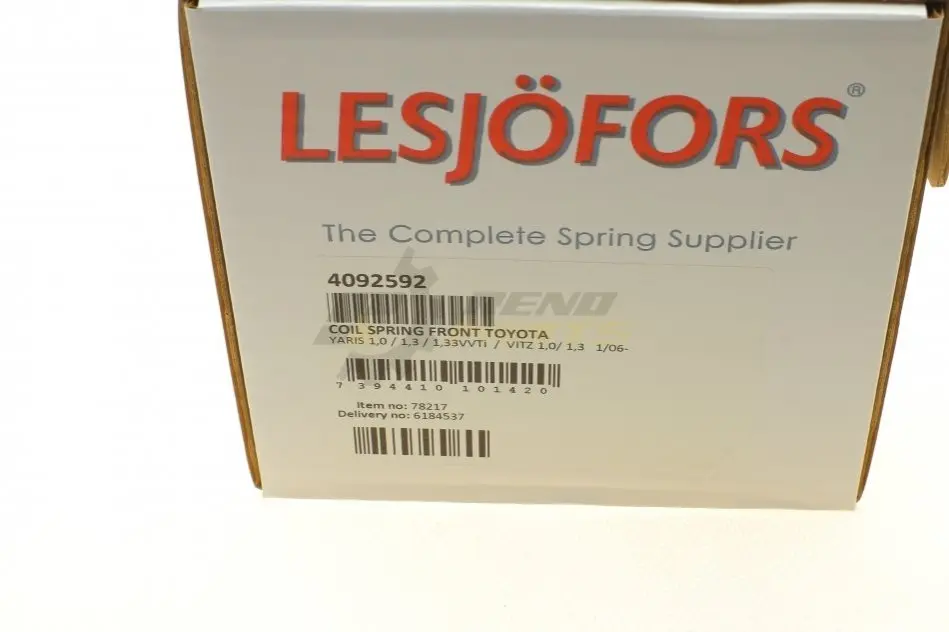 LESJÖFORS®
The Complete Spring Supplier
4092592
COIL SPRING FRONT TOYOTA
YARIS 1,0 / 1,3 / 1,33VVTi / VITZ 1,0/ 1,3 1/06-
7 394410 101420
Item no: 78217
Delivery no: 6184537